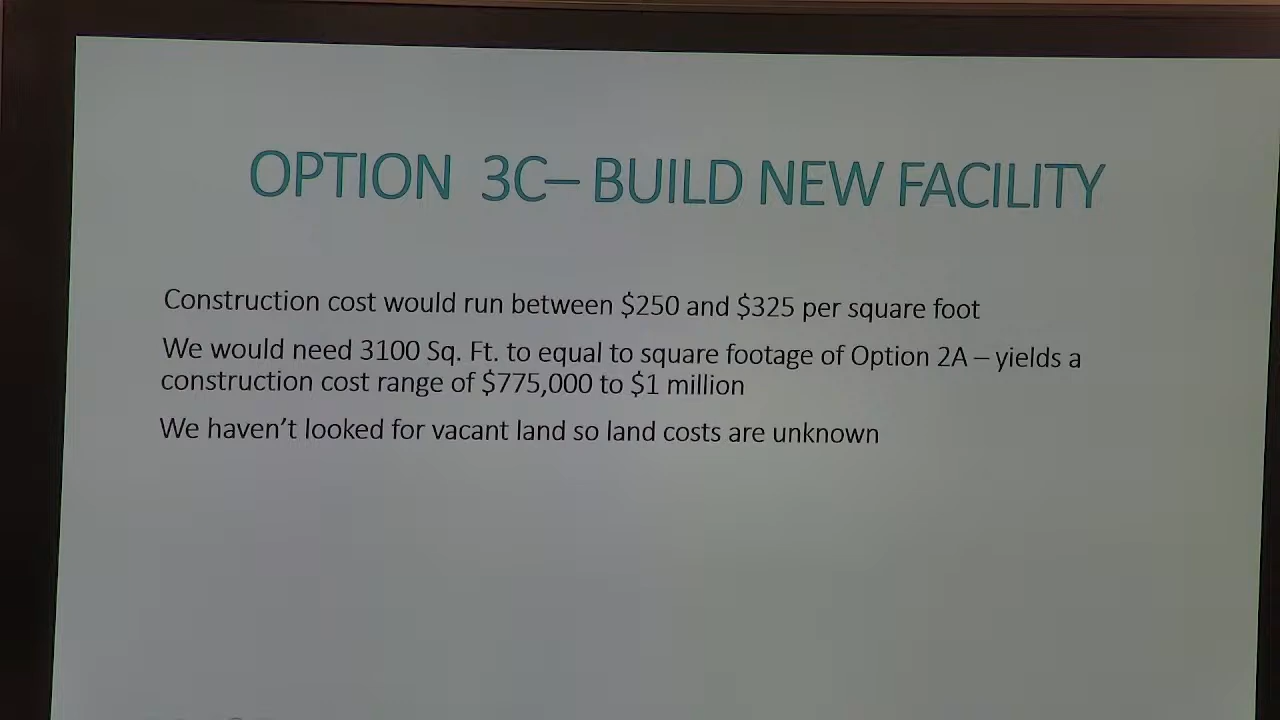 OPTION 3C– BUILD NEW FACILITY
Construction cost would run between $250 and $325 per square foot
We would need 3100 Sq. Ft. to equal to square footage of Option 2A – yields a
construction cost range of $775,000 to $1 million
We haven't looked for vacant land so land costs are unknown